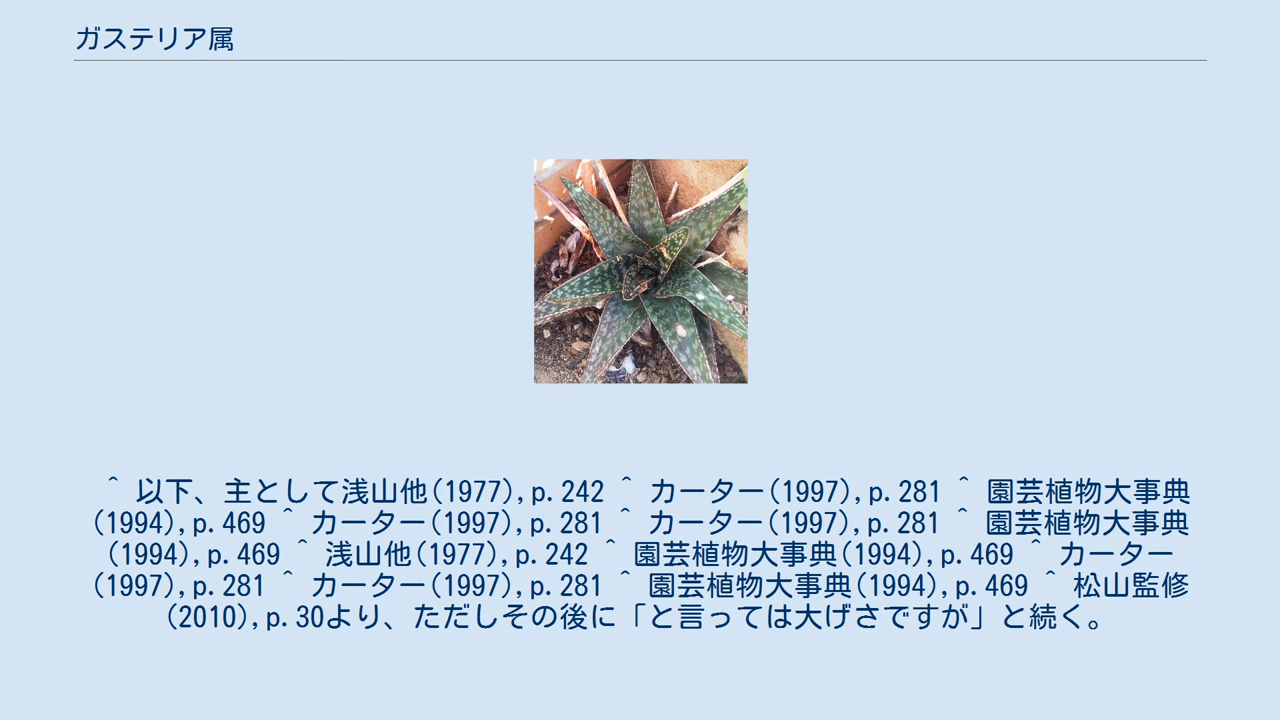 ガステリア属
^ 以下、主として浅山他(1977),p.242 ^ カーター(1997),p.281 ^ 園芸植物大事典
(1994),p.469 ^ カーター(1997),p.281 ^ カーター(1997),p.281 ^ 園芸植物大事典
(1994),p.469 ^ 浅山他(1977),p.242 ^ 園芸植物大事典(1994),p.469 ^ カーター
(1997),p.281 ^ カーター(1997),p.281 ^ 園芸植物大事典(1994),p.469 ^ 松山監修
(2010),p.30より、ただしその後に「と言っては大げさですが」と続く。